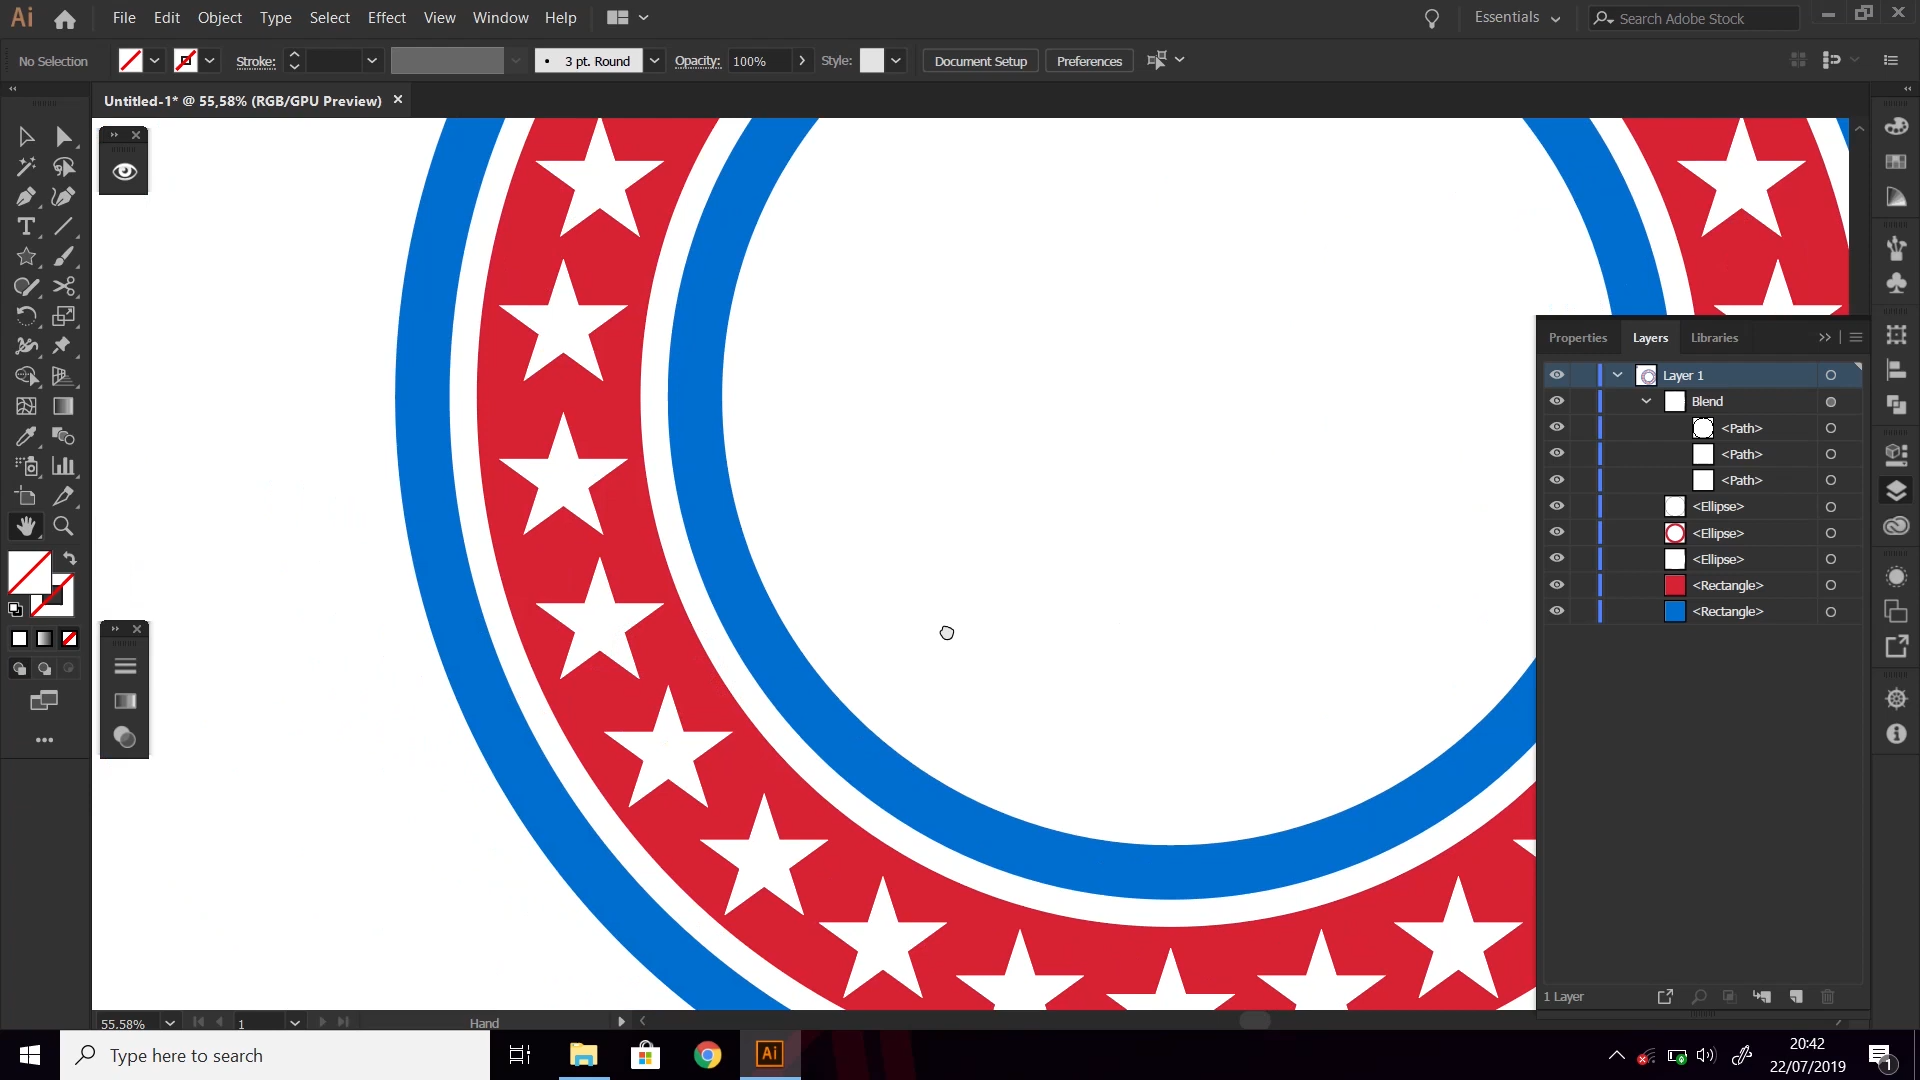 Ai File Edit Object Type Select Effect View Window Help Essentials Search Adobe Stock
No Selection Stroke: 3 pt. Round Opacity: 100% Style: Document Setup Preferences
Untitled-1* @ 55,58% (RGB/GPU Preview)
Properties Layers Libraries
Layer 1
Blend
<Path>
<Path>
<Path>
<Ellipse>
<Ellipse>
<Ellipse>
<Rectangle>
<Rectangle>
1 Layer
55,58% 1 Hand
Type here to search Ai
20:42
22/07/2019
1